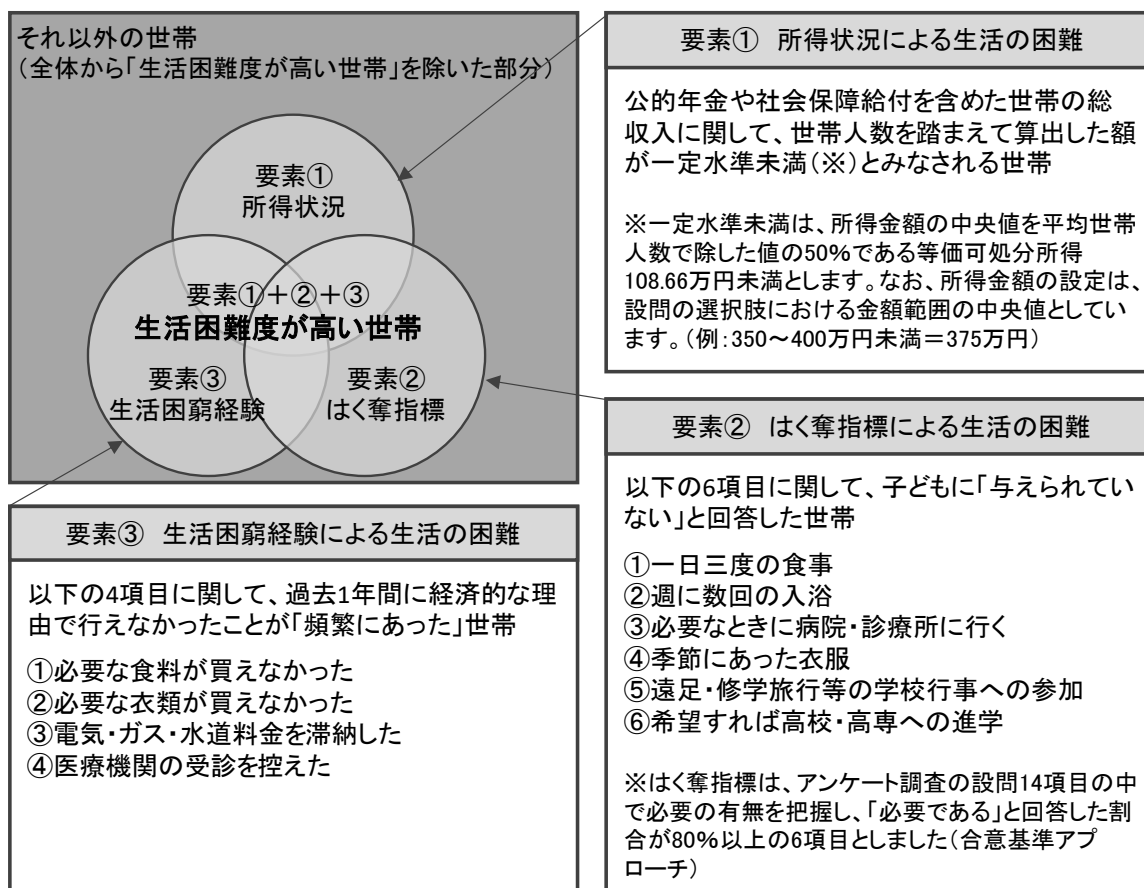 それ以外の世帯
(全体から「生活困難度が高い世帯」を除いた部分)
要素①
所得状況
要素①+②+③
生活困難度が高い世帯
要素③
生活困窮経験
要素②
はく奪指標
要素① 所得状況による生活の困難
公的年金や社会保障給付を含めた世帯の総
収入に関して、世帯人数を踏まえて算出した額
が一定水準未満(※)とみなされる世帯
※一定水準未満は、所得金額の中央値を平均世帯
人数で除した値の50%である等価可処分所得
108.66万円未満とします。なお、所得金額の設定は、
設問の選択肢における金額範囲の中央値としてい
ます。(例:350~400万円未満=375万円)
要素② はく奪指標による生活の困難
以下の6項目に関して、子どもに「与えられてい
ない」と回答した世帯
①一日三度の食事
②週に数回の入浴
③必要なときに病院・診療所に行く
④季節にあった衣服
⑤遠足・修学旅行等の学校行事への参加
⑥希望すれば高校・高専への進学
※はく奪指標は、アンケート調査の設問14項目の中
で必要の有無を把握し、「必要である」と回答した割
合が80%以上の6項目としました(合意基準アプ
ローチ)
要素③ 生活困窮経験による生活の困難
以下の4項目に関して、過去1年間に経済的な理
由で行えなかったことが「頻繁にあった」世帯
①必要な食料が買えなかった
②必要な衣類が買えなかった
③電気・ガス・水道料金を滞納した
④医療機関の受診を控えた